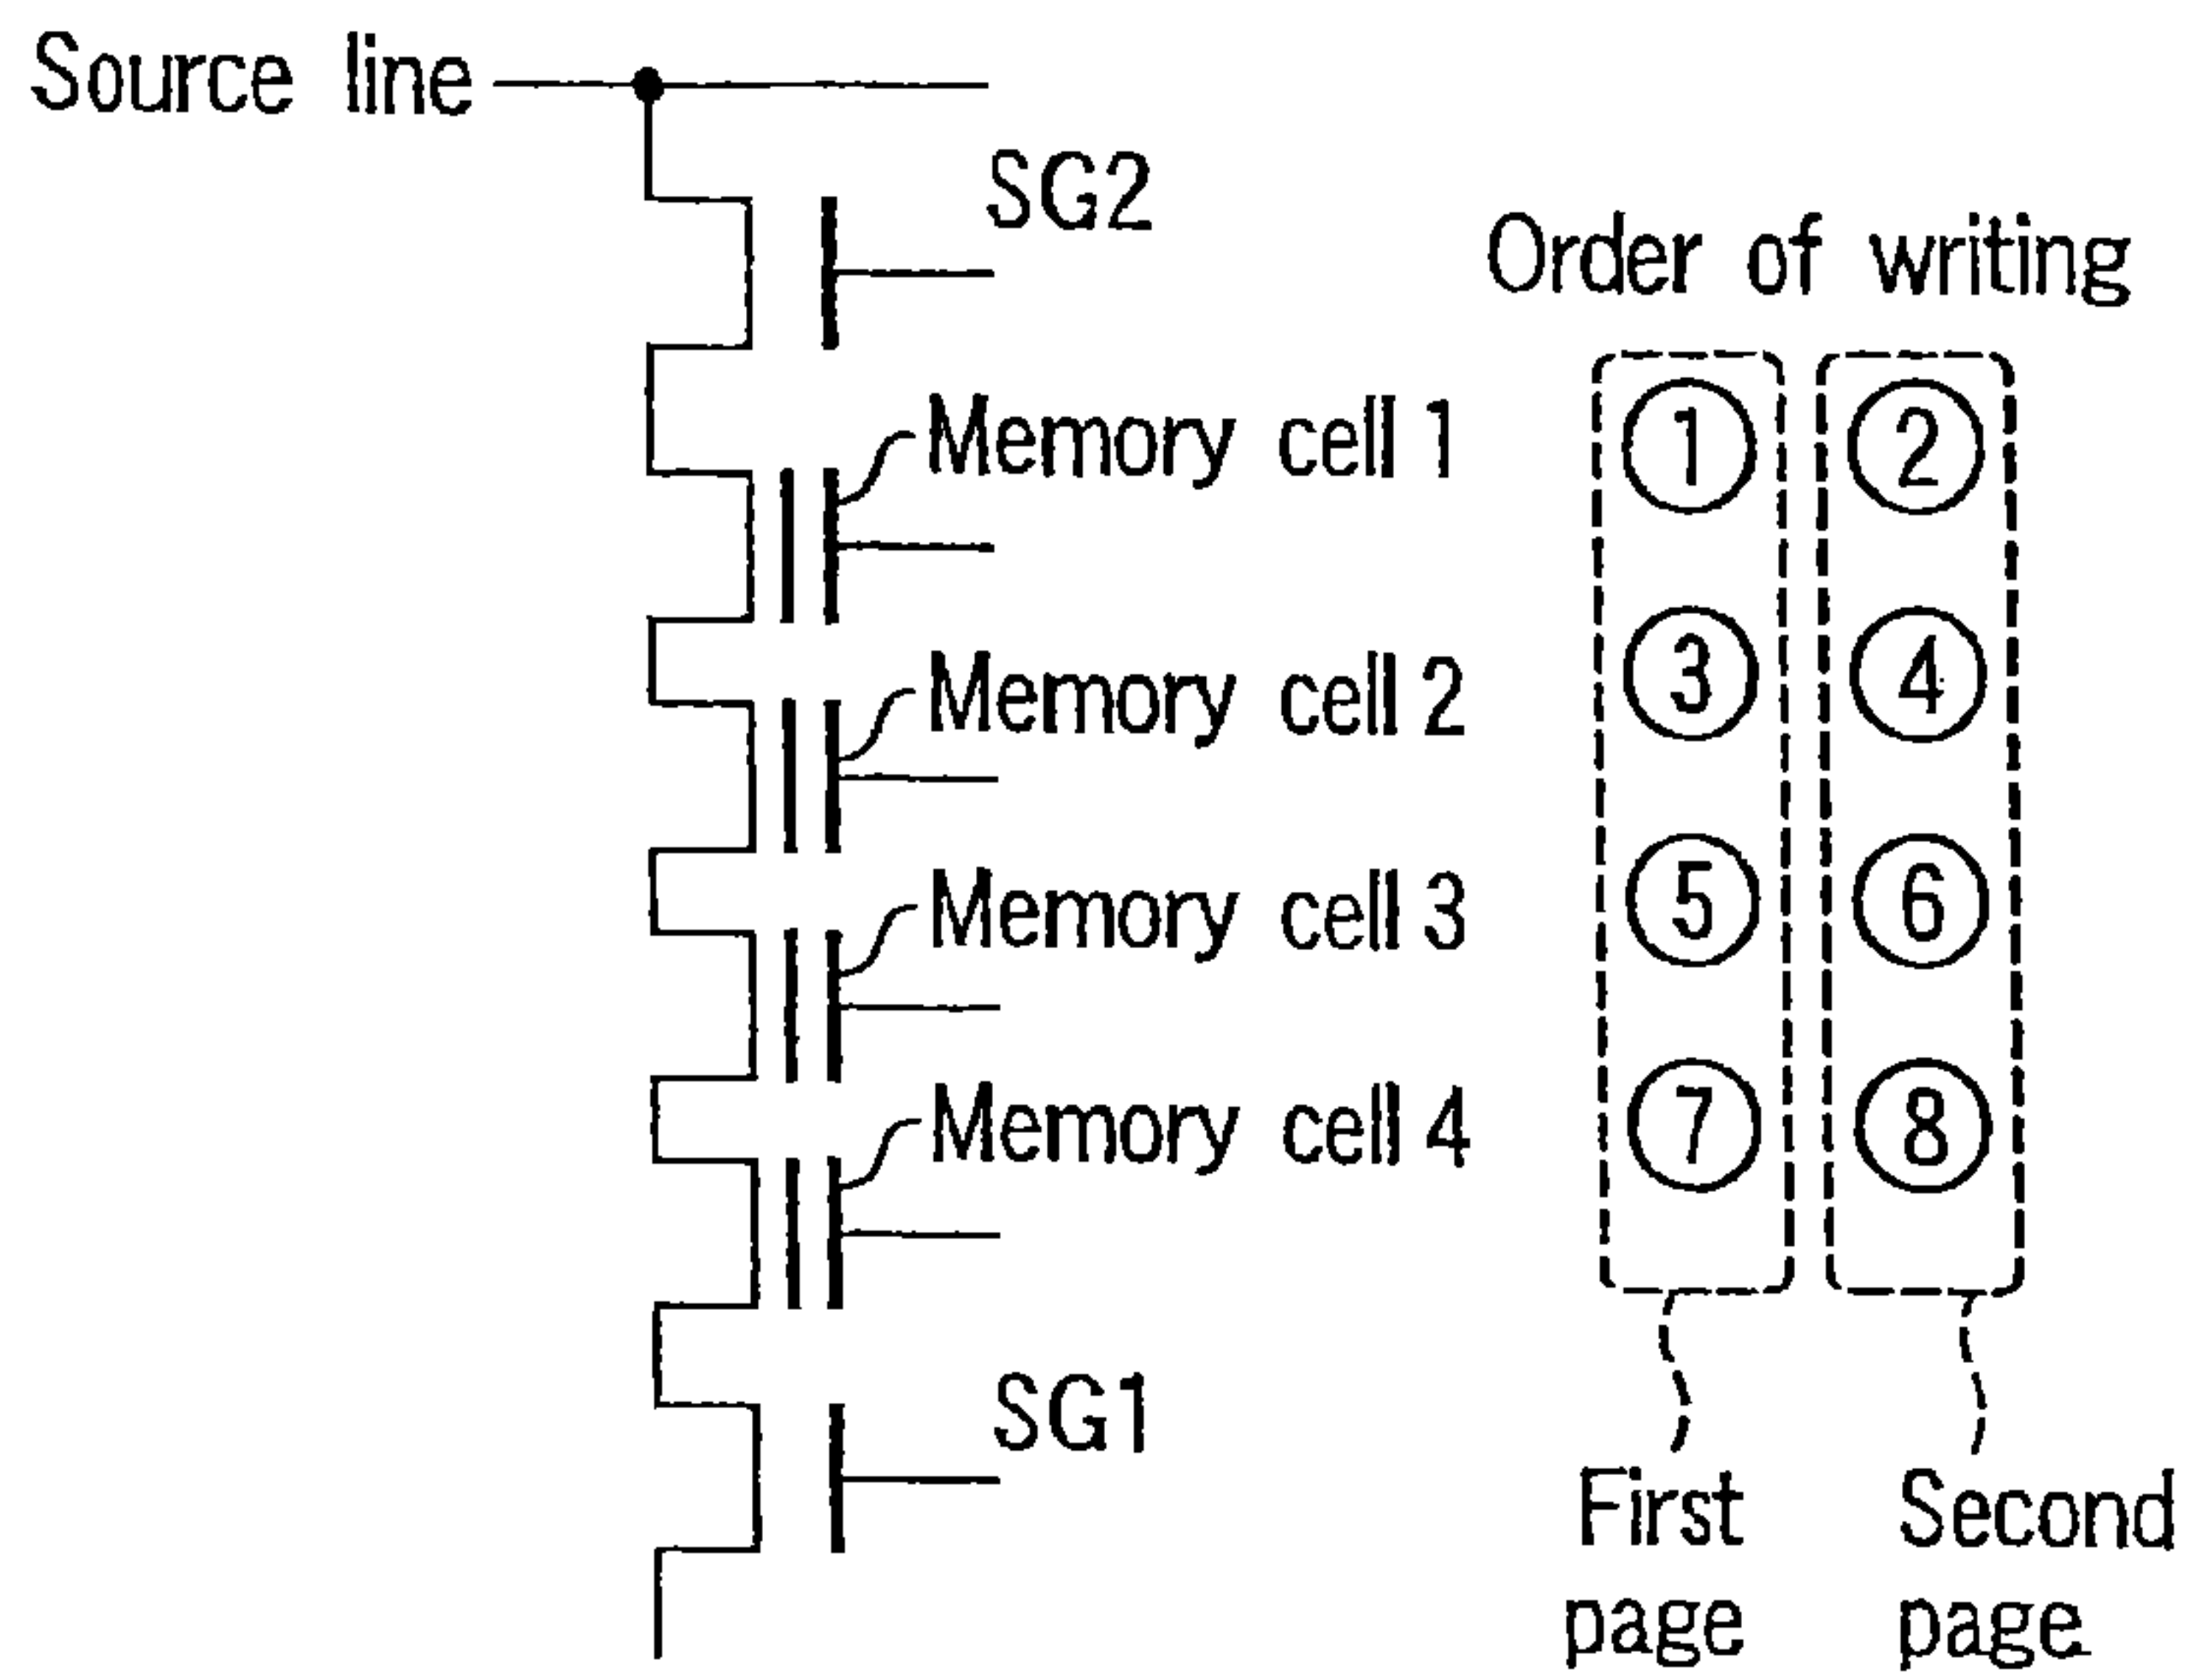 Source line
SG2
Order of writing
Memory cell 1
1 2
Memory cell 2
3 4
Memory cell 3
5 6
Memory cell 4
7 8
SG1
First page
Second page